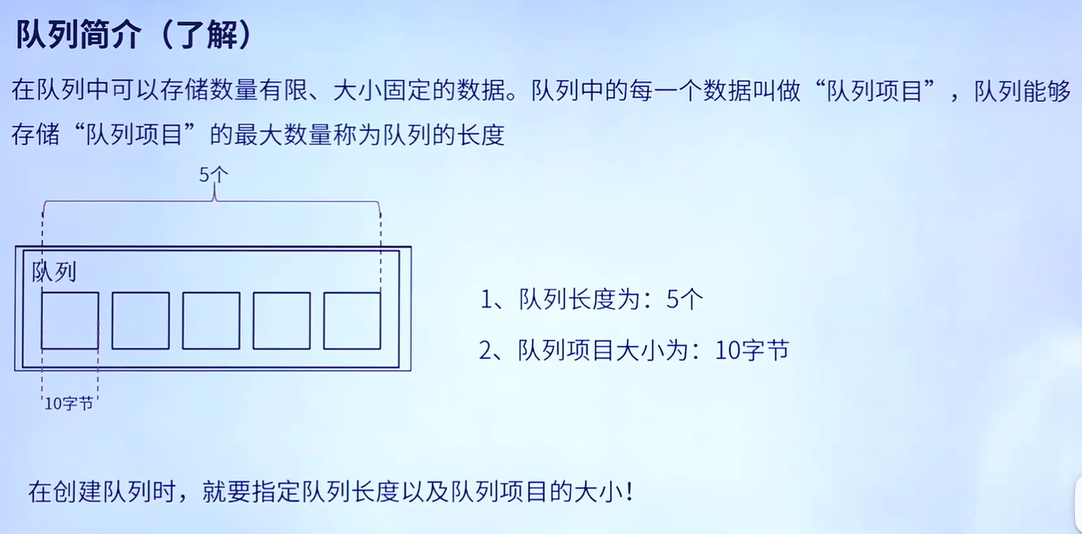 队列简介（了解）
在队列中可以存储数量有限、大小固定的数据。队列中的每一个数据叫做“队列项目”，队列能够
存储“队列项目”的最大数量称为队列的长度
5个
队列
1、队列长度为：5个
2、队列项目大小为：10字节
10字节
在创建队列时，就要指定队列长度以及队列项目的大小！